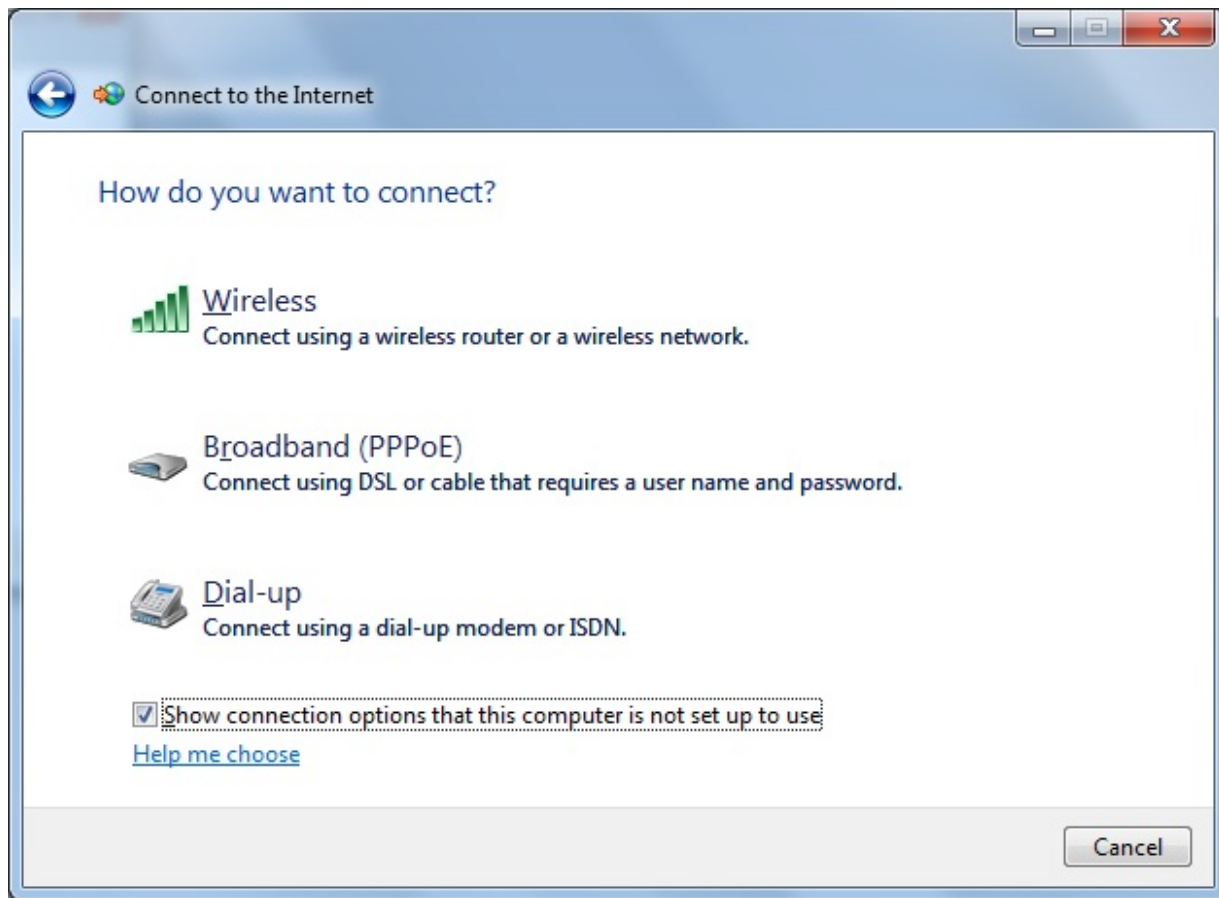 Connect to the Internet
How do you want to connect?
Wireless
Connect using a wireless router or a wireless network.
Broadband (PPPoE)
Connect using DSL or cable that requires a user name and password.
Dial-up
Connect using a dial-up modem or ISDN.
Show connection options that this computer is not set up to use
Help me choose
Cancel